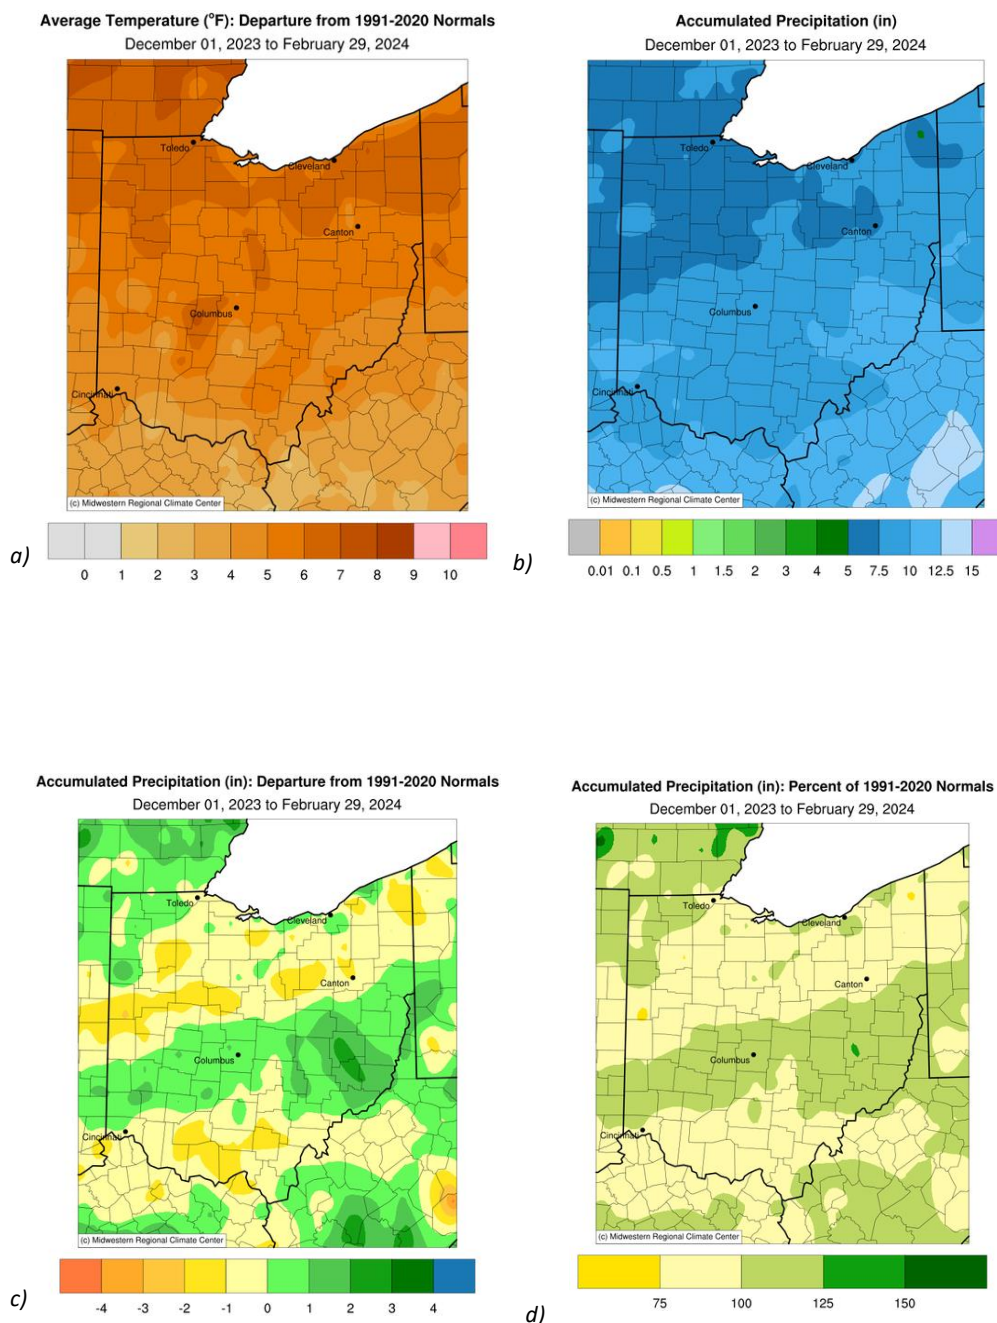 Average Temperature (°F): Departure from 1991-2020 Normals
December 01, 2023 to February 29, 2024
Toledo
Cleveland
Canton
Columbus
Cincinnati
(c) Midwestern Regional Climate Center
0 1 2 3 4 5 6 7 8 9 10
a)
Accumulated Precipitation (in)
December 01, 2023 to February 29, 2024
Toledo
Cleveland
Canton
Columbus
Cincinnati
(c) Midwestern Regional Climate Center
0.01 0.1 0.5 1 1.5 2 3 4 5 7.5 10 12.5 15
b)
Accumulated Precipitation (in): Departure from 1991-2020 Normals
December 01, 2023 to February 29, 2024
Toledo
Cleveland
Canton
Columbus
Cincinnati
(c) Midwestern Regional Climate Center
-4 -3 -2 -1 0 1 2 3 4
c)
Accumulated Precipitation (in): Percent of 1991-2020 Normals
December 01, 2023 to February 29, 2024
Toledo
Cleveland
Canton
Columbus
Cincinnati
(c) Midwestern Regional Climate Center
75 100 125 150
d)